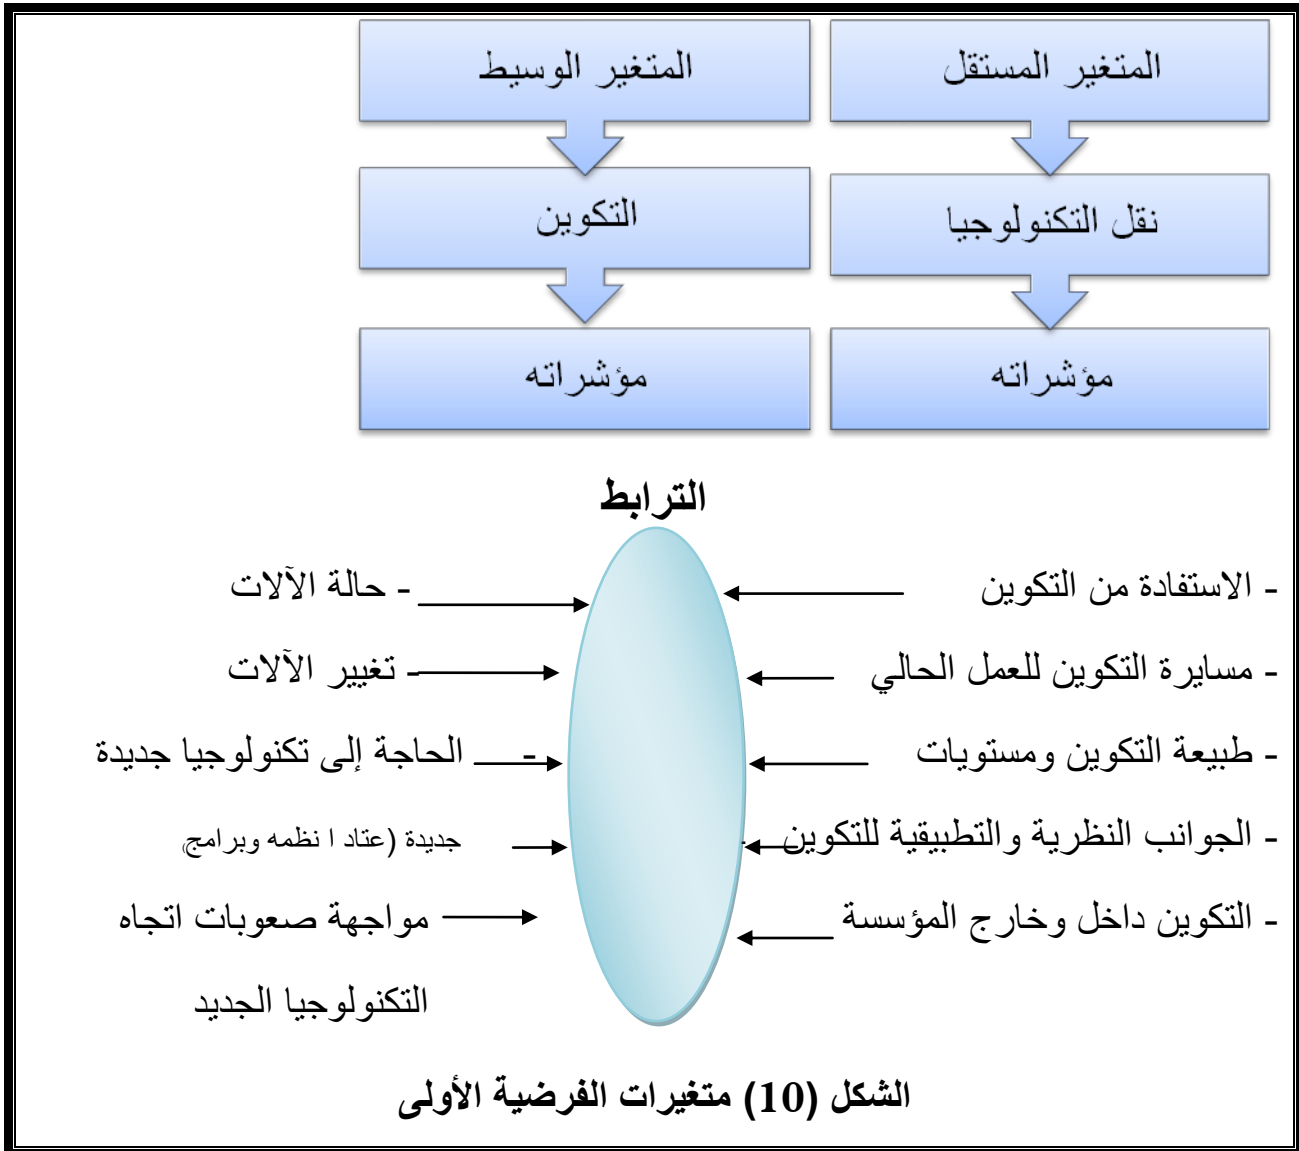 المتغير المستقل
المتغير الوسيط
نقل التكنولوجيا
التكوين
مؤشراته
مؤشراته
الترابط
- الاستفادة من التكوين
- حالة الآلات
- مسايرة التكوين للعمل الحالي
- تغيير الآلات
- طبيعة التكوين ومستويات
- الحاجة إلى تكنولوجيا جديدة
- الجوانب النظرية والتطبيقية للتكوين
جديدة (عتاد ا نظمه وبرامج
- التكوين داخل وخارج المؤسسة
مواجهة صعوبات اتجاه
التكنولوجيا الجديد
الشكل (10) متغيرات الفرضية الأولى